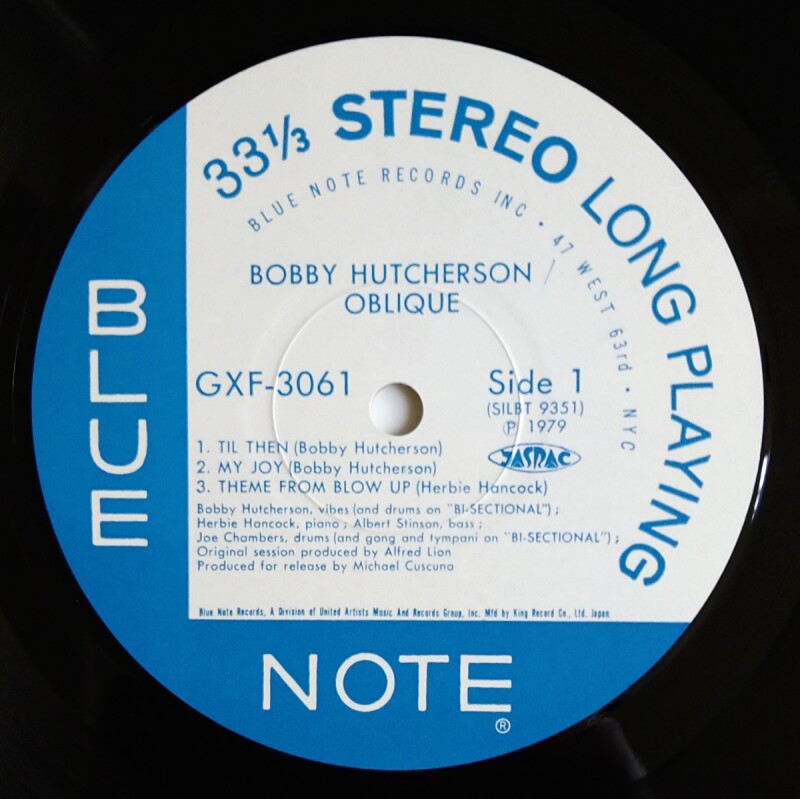 33⅓ STEREO LONG PLAYING
BLUE NOTE RECORDS INC • 47 WEST 63rd • NYC
BOBBY HUTCHERSON /
OBLIQUE
GXF-3061
Side 1
(SILBT 9351)
Ⓟ 1979
JASRAC
1. TIL THEN (Bobby Hutcherson)
2. MY JOY (Bobby Hutcherson)
3. THEME FROM BLOW UP (Herbie Hancock)
Bobby Hutcherson, vibes (and drums on "BI-SECTIONAL") ;
Herbie Hancock, piano ; Albert Stinson, bass ;
Joe Chambers, drums (and gong and tympani on "BI-SECTIONAL") ;
Original session produced by Alfred Lion
Produced for release by Michael Cuscuna
Blue Note Records, A Division of United Artists Music And Records Group, Inc. Mfd by King Record Co., Ltd. Japan
BLUE
NOTE
®